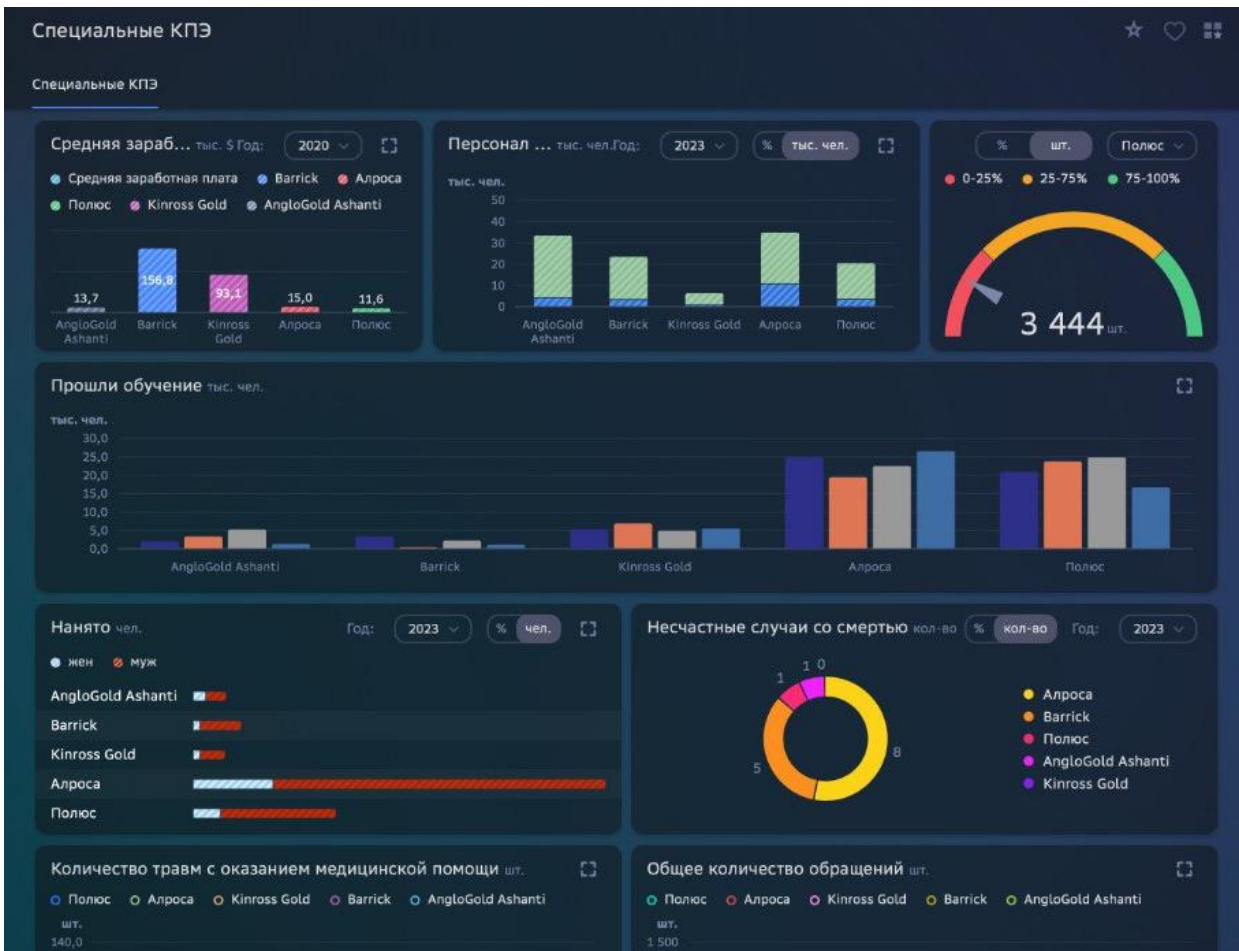 Специальные КПЭ
Специальные КПЭ
Средняя зараб... тыс. $ Год: 2020
Средняя заработная плата Barrick Алроса
Полюс Kinross Gold AngloGold Ashanti
13,7 156,8 93,1 15,0 11,6
AngloGold Ashanti Barrick Kinross Gold Алроса Полюс
Персонал ... тыс. чел. Год: 2023 % тыс. чел.
тыс. чел.
50
40
30
20
10
0
AngloGold Ashanti Barrick Kinross Gold Алроса Полюс
% шт. Полюс
0-25% 25-75% 75-100%
3 444 шт.
Прошли обучение тыс. чел.
тыс. чел.
30,0
25,0
20,0
15,0
10,0
5,0
0,0
AngloGold Ashanti Barrick Kinross Gold Алроса Полюс
Нанято чел. Год: 2023 % чел.
жен муж
AngloGold Ashanti
Barrick
Kinross Gold
Алроса
Полюс
Несчастные случаи со смертью кол-во % кол-во Год: 2023
1 0
1
8
5
Алроса
Barrick
Полюс
AngloGold Ashanti
Kinross Gold
Количество травм с оказанием медицинской помощи шт.
Полюс Алроса Kinross Gold Barrick AngloGold Ashanti
шт.
140,0
Общее количество обращений шт.
Полюс Алроса Kinross Gold Barrick AngloGold Ashanti
шт.
1 500